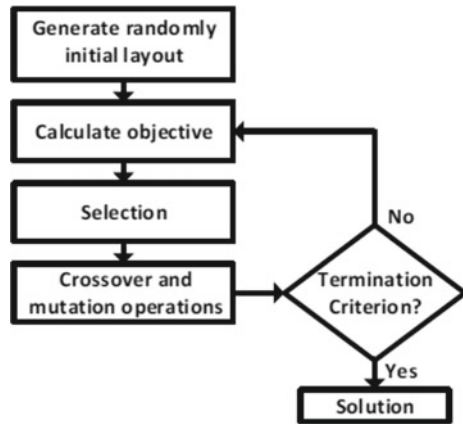 Generate randomly
initial layout
Calculate objective
Selection
Crossover and
mutation operations
No
Termination
Criterion?
Yes
Solution